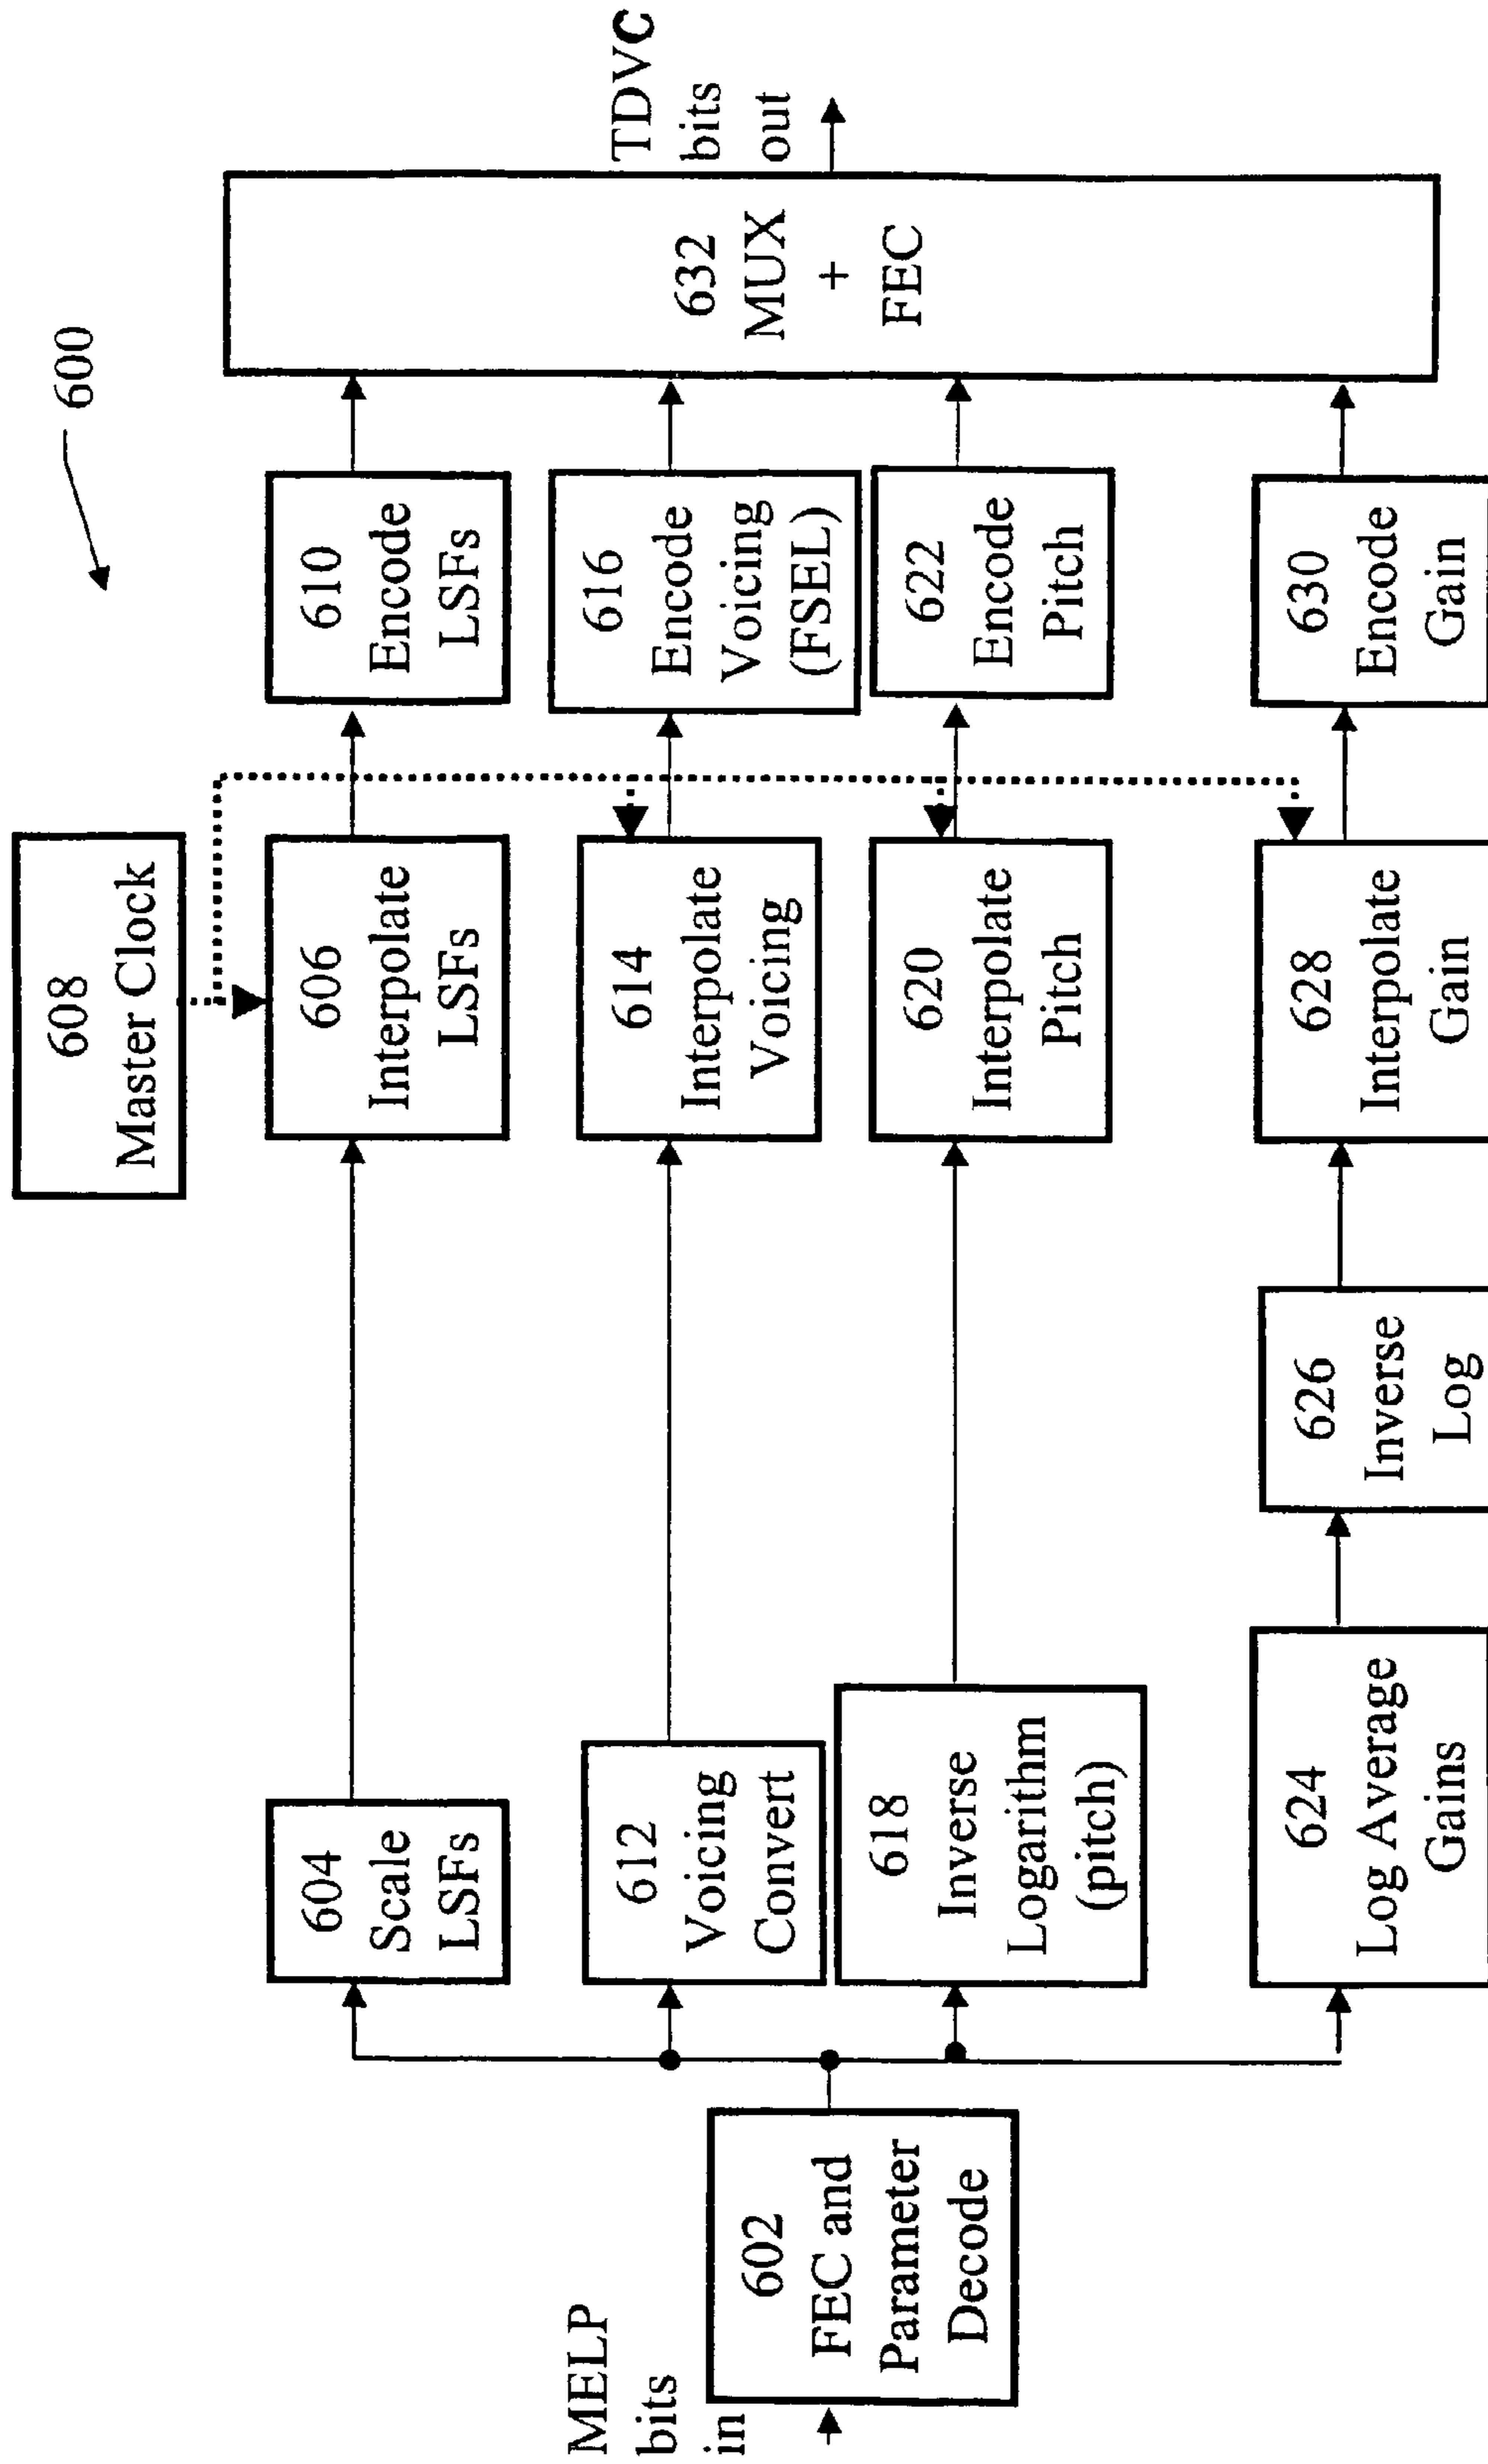 600
608
Master Clock
MELP
bits
in
602
FEC and
Parameter
Decode
604
Scale
LSFs
606
Interpolate
LSFs
610
Encode
LSFs
612
Voicing
Convert
614
Interpolate
Voicing
616
Encode
Voicing
(FSEL)
618
Inverse
Logarithm
(pitch)
620
Interpolate
Pitch
622
Encode
Pitch
624
Log Average
Gains
626
Inverse
Log
628
Interpolate
Gain
630
Encode
Gain
632
MUX
+
FEC
TDVC
bits
out